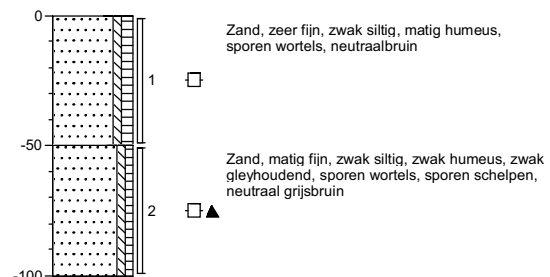 0
Zand, zeer fijn, zwak siltig, matig humeus,
sporen wortels, neutraalbruin
1
-50
Zand, matig fijn, zwak siltig, zwak humeus, zwak
gleyhoudend, sporen wortels, sporen schelpen,
neutraal grijsbruin
2
-100